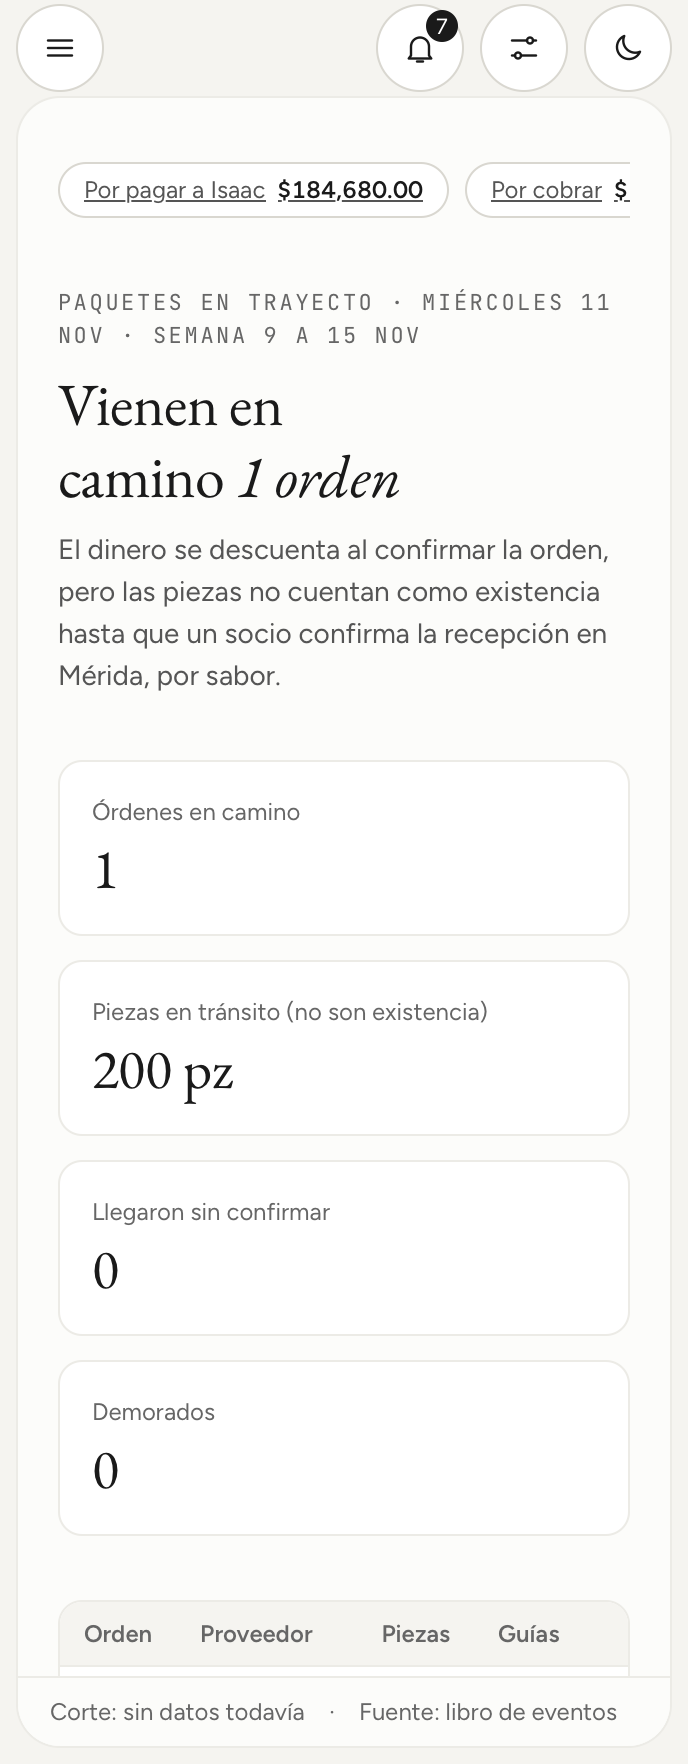 7
Por pagar a Isaac $184,680.00 Por cobrar $
PAQUETES EN TRAYECTO · MIÉRCOLES 11
NOV · SEMANA 9 A 15 NOV
Vienen en
camino 1 orden
El dinero se descuenta al confirmar la orden,
pero las piezas no cuentan como existencia
hasta que un socio confirma la recepción en
Mérida, por sabor.
Órdenes en camino
1
Piezas en tránsito (no son existencia)
200 pz
Llegaron sin confirmar
0
Demorados
0
Orden Proveedor Piezas Guías
Corte: sin datos todavía · Fuente: libro de eventos